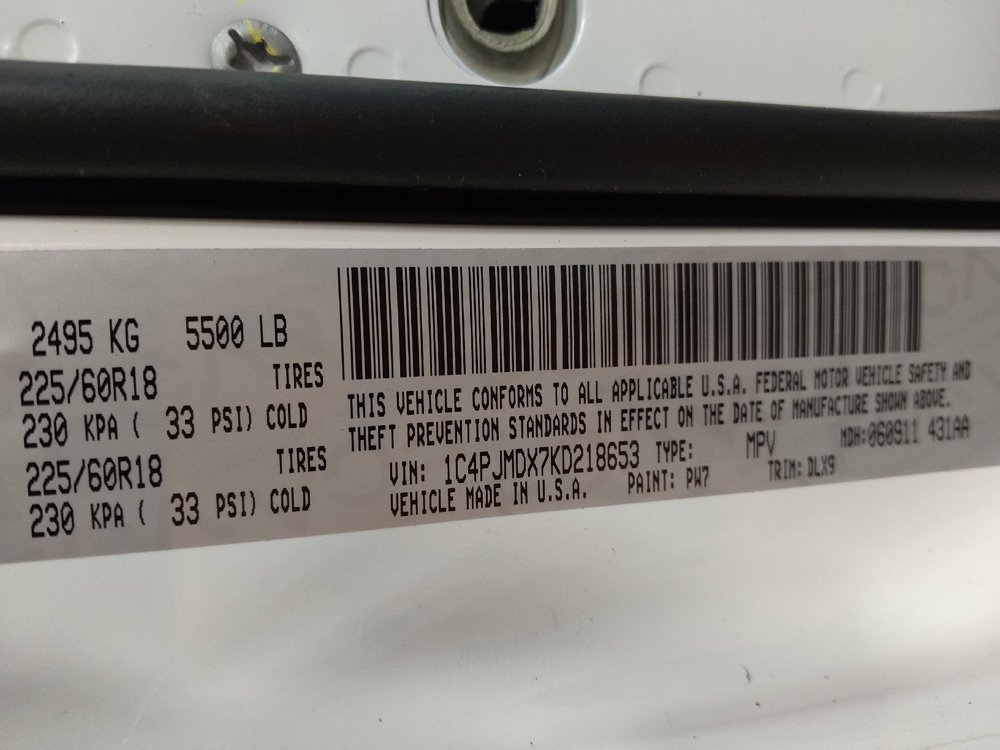 2495 KG 5500 LB
225/60R18 TIRES
230 KPA ( 33 PSI) COLD
225/60R18 TIRES
230 KPA ( 33 PSI) COLD
THIS VEHICLE CONFORMS TO ALL APPLICABLE U.S.A. FEDERAL MOTOR VEHICLE SAFETY AND
THEFT PREVENTION STANDARDS IN EFFECT ON THE DATE OF MANUFACTURE SHOWN ABOVE.
VIN: 1C4PJMDX7KD218653 TYPE: MPV MDH:060911 431AA
VEHICLE MADE IN U.S.A. PAINT: PW7 TRIM: DLX9